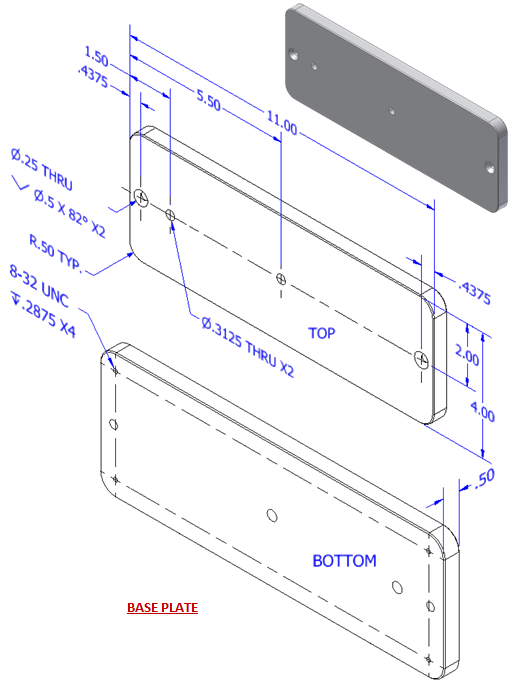 1.50
.4375
5.50
11.00
Ø.25 THRU
⌵ Ø.5 X 82° X2
R.50 TYP.
8-32 UNC
↧.2875 X4
.4375
Ø.3125 THRU X2
TOP
2.00
4.00
.50
BOTTOM
BASE PLATE